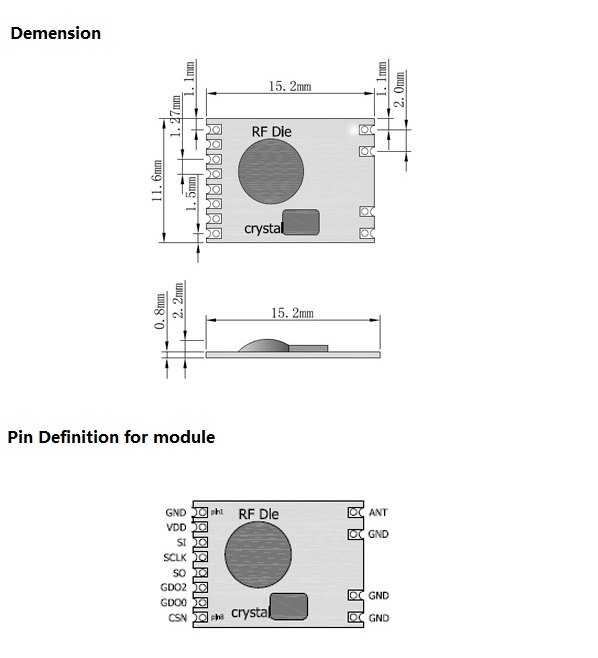 Demension
15.2mm
1.1mm
1.1mm
2.0mm
1.27mm
11.6mm
1.5mm
RF Die
crystal
15.2mm
0.8mm
2.2mm
Pin Definition for module
RF Die
crystal
GND pin1
VDD
SI
SCLK
SO
GDO2
GDO0
CSN pin8
ANT
GND
GND
GND